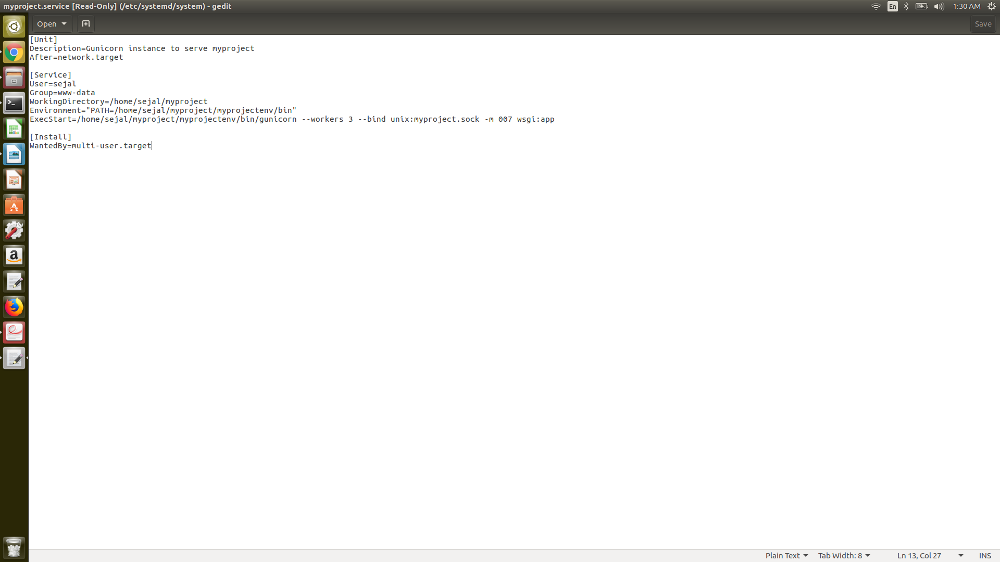 myproject.service [Read-Only] (/etc/systemd/system) - gedit
En
1:30 AM
Open
Save
[Unit]
Description=Gunicorn instance to serve myproject
After=network.target
[Service]
User=sejal
Group=www-data
WorkingDirectory=/home/sejal/myproject
Environment="PATH=/home/sejal/myproject/myprojectenv/bin"
ExecStart=/home/sejal/myproject/myprojectenv/bin/gunicorn --workers 3 --bind unix:myproject.sock -m 007 wsgi:app
[Install]
WantedBy=multi-user.target
Plain Text
Tab Width: 8
Ln 13, Col 27
INS